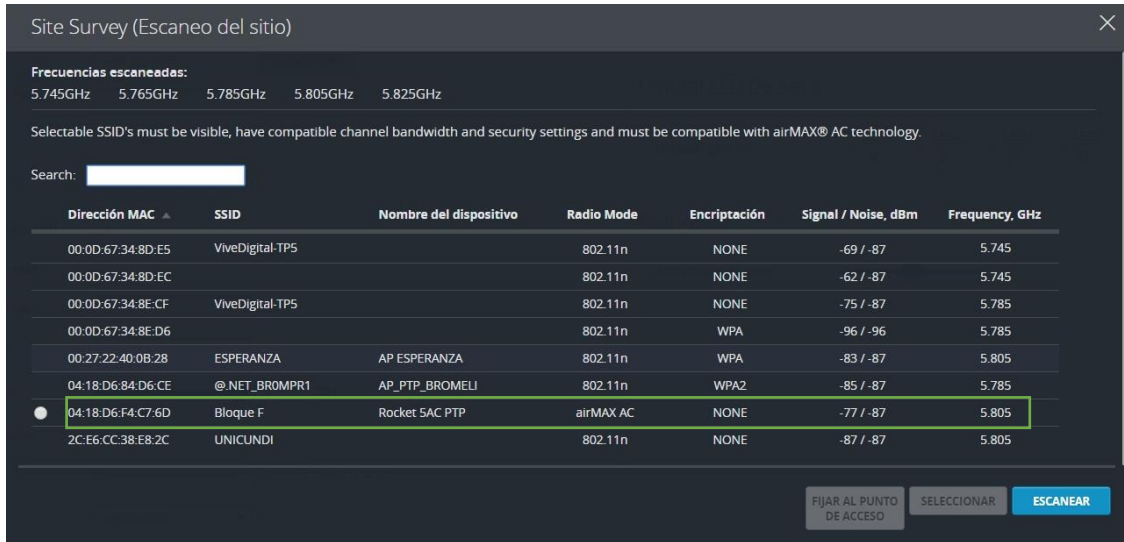 Site Survey (Escaneo del sitio)
Frecuencias escaneadas:
5.745GHz 5.765GHz 5.785GHz 5.805GHz 5.825GHz
Selectable SSID's must be visible, have compatible channel bandwidth and security settings and must be compatible with airMAX® AC technology.
Search:
Dirección MAC SSID Nombre del dispositivo Radio Mode Encriptación Signal / Noise, dBm Frequency, GHz
00:0D:67:34:8D:E5 ViveDigital-TP5 802.11n NONE -69 / -87 5.745
00:0D:67:34:8D:EC 802.11n NONE -62 / -87 5.745
00:0D:67:34:8E:CF ViveDigital-TP5 802.11n NONE -75 / -87 5.785
00:0D:67:34:8E:D6 802.11n WPA -96 / -96 5.785
00:27:22:40:0B:28 ESPERANZA AP ESPERANZA 802.11n WPA -83 / -87 5.805
04:18:D6:84:D6:CE @.NET_BR0MPR1 AP_PTP_BROMELI 802.11n WPA2 -85 / -87 5.785
04:18:D6:F4:C7:6D Bloque F Rocket 5AC PTP airMAX AC NONE -77 / -87 5.805
2C:E6:CC:38:E8:2C UNICUNDI 802.11n NONE -87 / -87 5.805
FIJAR AL PUNTO
DE ACCESO
SELECCIONAR
ESCANEAR